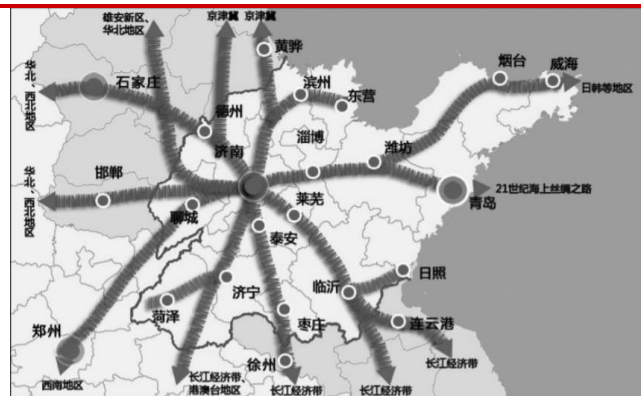 雄安新区、
华北地区
京津冀
京津冀
黄骅
华北、西北地区
石家庄
滨州
东营
烟台
威海
日韩等地区
德州
淄博
济南
潍坊
华北、西北地区
邯郸
莱芜
21世纪海上丝绸之路
青岛
聊城
泰安
日照
济宁
临沂
菏泽
枣庄
连云港
郑州
徐州
西南地区
长江经济带、
港澳台地区
长江经济带
长江经济带
长江经济带